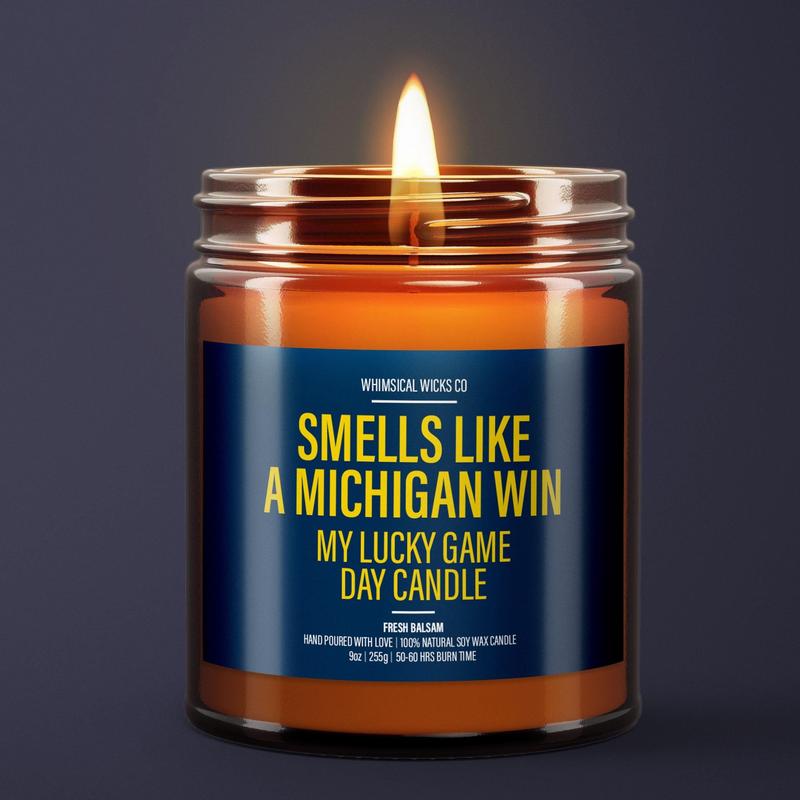 WHIMSICAL WICKS CO
SMELLS LIKE
A MICHIGAN WIN
MY LUCKY GAME
DAY CANDLE
FRESH BALSAM
HAND POURED WITH LOVE | 100% NATURAL SOY WAX CANDLE
9oz | 255g | 50-60 HRS BURN TIME